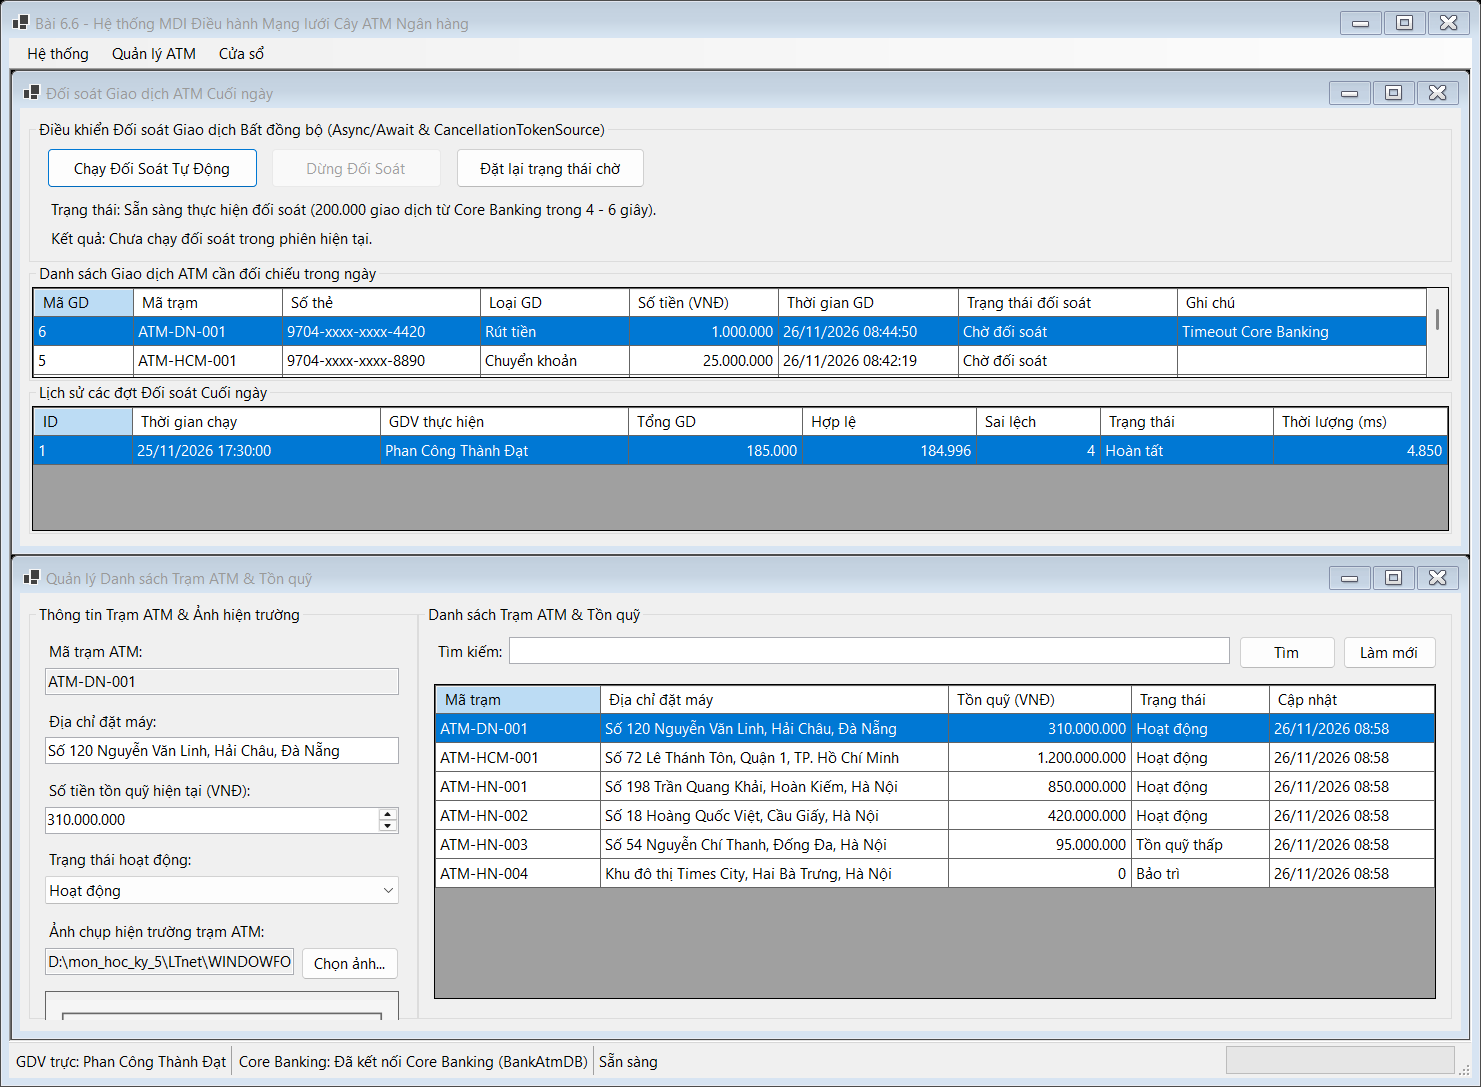 Bài 6.6 - Hệ thống MDI Điều hành Mạng lưới Cây ATM Ngân hàng
Hệ thống Quản lý ATM Cửa sổ
Đối soát Giao dịch ATM Cuối ngày
Điều khiển Đối soát Giao dịch Bất đồng bộ (Async/Await & CancellationTokenSource)
Chạy Đối Soát Tự Động Dừng Đối Soát Đặt lại trạng thái chờ
Trạng thái: Sẵn sàng thực hiện đối soát (200.000 giao dịch từ Core Banking trong 4 - 6 giây).
Kết quả: Chưa chạy đối soát trong phiên hiện tại.
Danh sách Giao dịch ATM cần đối chiếu trong ngày
Mã GD Mã trạm Số thẻ Loại GD Số tiền (VNĐ) Thời gian GD Trạng thái đối soát Ghi chú
6 ATM-DN-001 9704-xxxx-xxxx-4420 Rút tiền 1.000.000 26/11/2026 08:44:50 Chờ đối soát Timeout Core Banking
5 ATM-HCM-001 9704-xxxx-xxxx-8890 Chuyển khoản 25.000.000 26/11/2026 08:42:19 Chờ đối soát
Lịch sử các đợt Đối soát Cuối ngày
ID Thời gian chạy GDV thực hiện Tổng GD Hợp lệ Sai lệch Trạng thái Thời lượng (ms)
1 25/11/2026 17:30:00 Phan Công Thành Đạt 185.000 184.996 4 Hoàn tất 4.850
Quản lý Danh sách Trạm ATM & Tồn quỹ
Thông tin Trạm ATM & Ảnh hiện trường
Mã trạm ATM:
ATM-DN-001
Địa chỉ đặt máy:
Số 120 Nguyễn Văn Linh, Hải Châu, Đà Nẵng
Số tiền tồn quỹ hiện tại (VNĐ):
310.000.000
Trạng thái hoạt động:
Hoạt động
Ảnh chụp hiện trường trạm ATM:
D:\mon_hoc_ky_5\LTnet\WINDOWFO Chọn ảnh...
Danh sách Trạm ATM & Tồn quỹ
Tìm kiếm: Tìm Làm mới
Mã trạm Địa chỉ đặt máy Tồn quỹ (VNĐ) Trạng thái Cập nhật
ATM-DN-001 Số 120 Nguyễn Văn Linh, Hải Châu, Đà Nẵng 310.000.000 Hoạt động 26/11/2026 08:58
ATM-HCM-001 Số 72 Lê Thánh Tôn, Quận 1, TP. Hồ Chí Minh 1.200.000.000 Hoạt động 26/11/2026 08:58
ATM-HN-001 Số 198 Trần Quang Khải, Hoàn Kiếm, Hà Nội 850.000.000 Hoạt động 26/11/2026 08:58
ATM-HN-002 Số 18 Hoàng Quốc Việt, Cầu Giấy, Hà Nội 420.000.000 Hoạt động 26/11/2026 08:58
ATM-HN-003 Số 54 Nguyễn Chí Thanh, Đống Đa, Hà Nội 95.000.000 Tồn quỹ thấp 26/11/2026 08:58
ATM-HN-004 Khu đô thị Times City, Hai Bà Trưng, Hà Nội 0 Bảo trì 26/11/2026 08:58
GDV trực: Phan Công Thành Đạt Core Banking: Đã kết nối Core Banking (BankAtmDB) Sẵn sàng